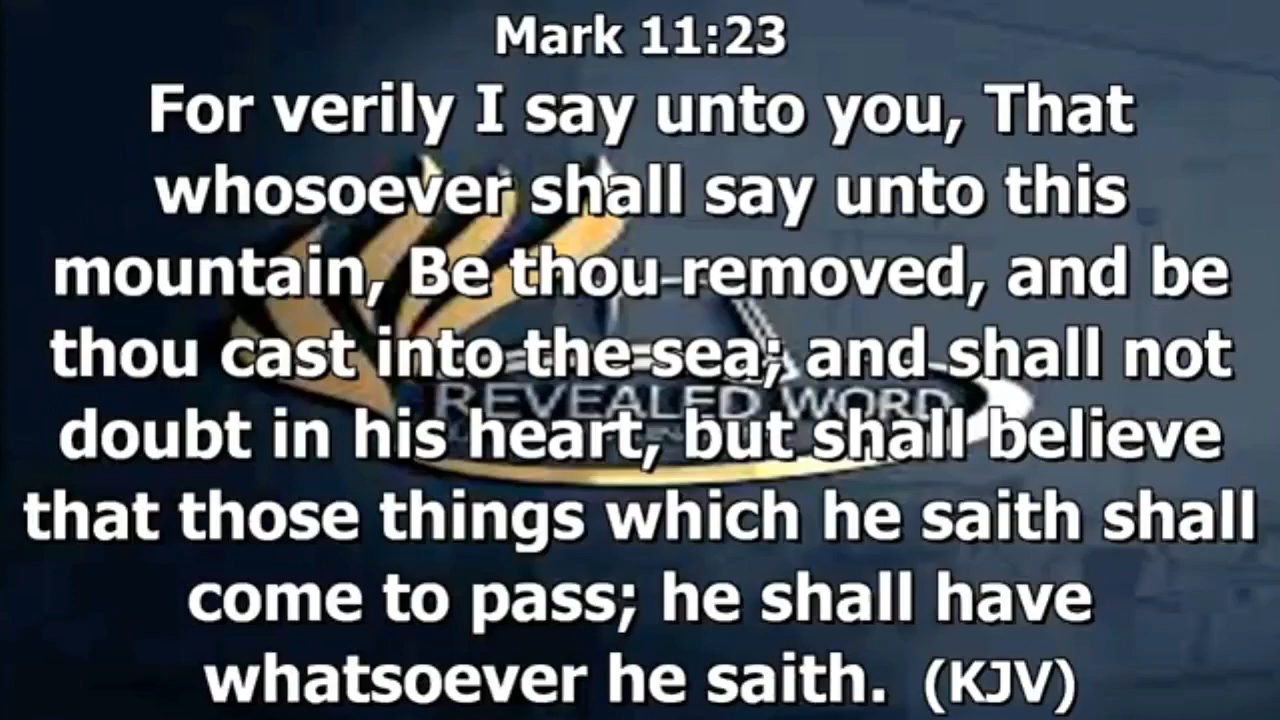 Mark 11:23
For verily I say unto you, That
whosoever shall say unto this
mountain, Be thou removed, and be
thou cast into the sea; and shall not
REVEALED WORD
doubt in his heart, but shall believe
that those things which he saith shall
come to pass; he shall have
whatsoever he saith. (KJV)